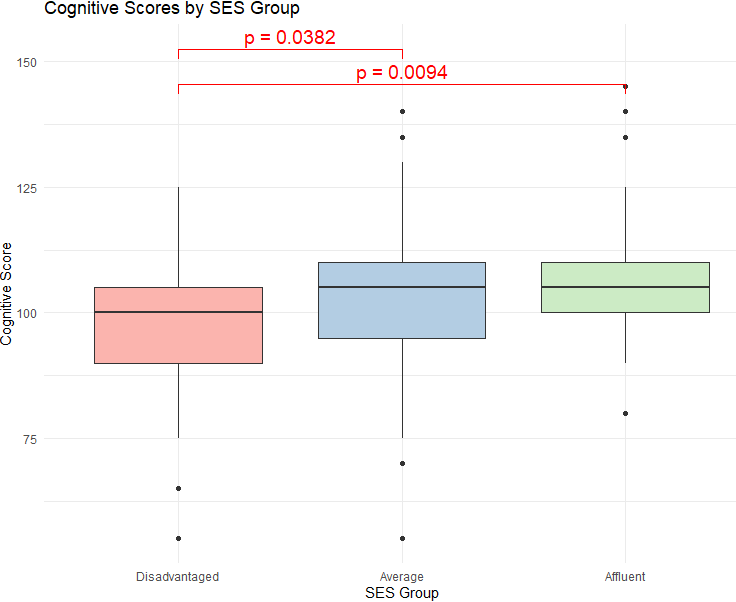 Cognitive Scores by SES Group
p = 0.0382
p = 0.0094
150
125
100
75
Cognitive Score
Disadvantaged
Average
Affluent
SES Group